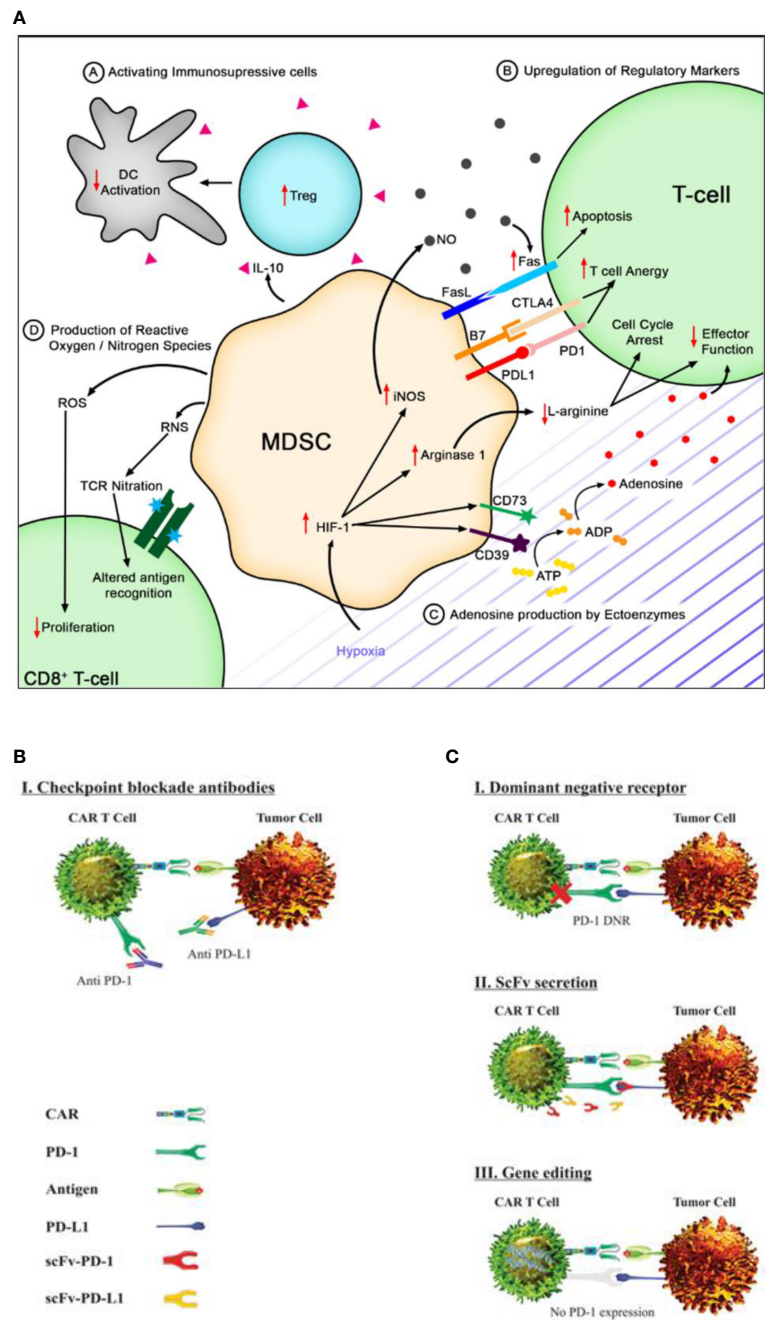 A
A Activating Immunosupressive cells
B Upregulation of Regulatory Markers
DC
Activation
Treg
IL-10
NO
T-cell
Apoptosis
Fas
T cell Anergy
FasL
CTLA4
B7
PD1
PDL1
Cell Cycle
Arrest
Effector
Function
D Production of Reactive
Oxygen / Nitrogen Species
ROS
RNS
TCR Nitration
Altered antigen
recognition
Proliferation
CD8+ T-cell
MDSC
iNOS
Arginase 1
HIF-1
L-arginine
CD73
CD39
Adenosine
ADP
ATP
C Adenosine production by Ectoenzymes
Hypoxia
B
I. Checkpoint blockade antibodies
CAR T Cell
Tumor Cell
Anti PD-1
Anti PD-L1
CAR
PD-1
Antigen
PD-L1
scFv-PD-1
scFv-PD-L1
C
I. Dominant negative receptor
CAR T Cell
Tumor Cell
PD-1 DNR
II. ScFv secretion
CAR T Cell
Tumor Cell
III. Gene editing
CAR T Cell
Tumor Cell
No PD-1 expression